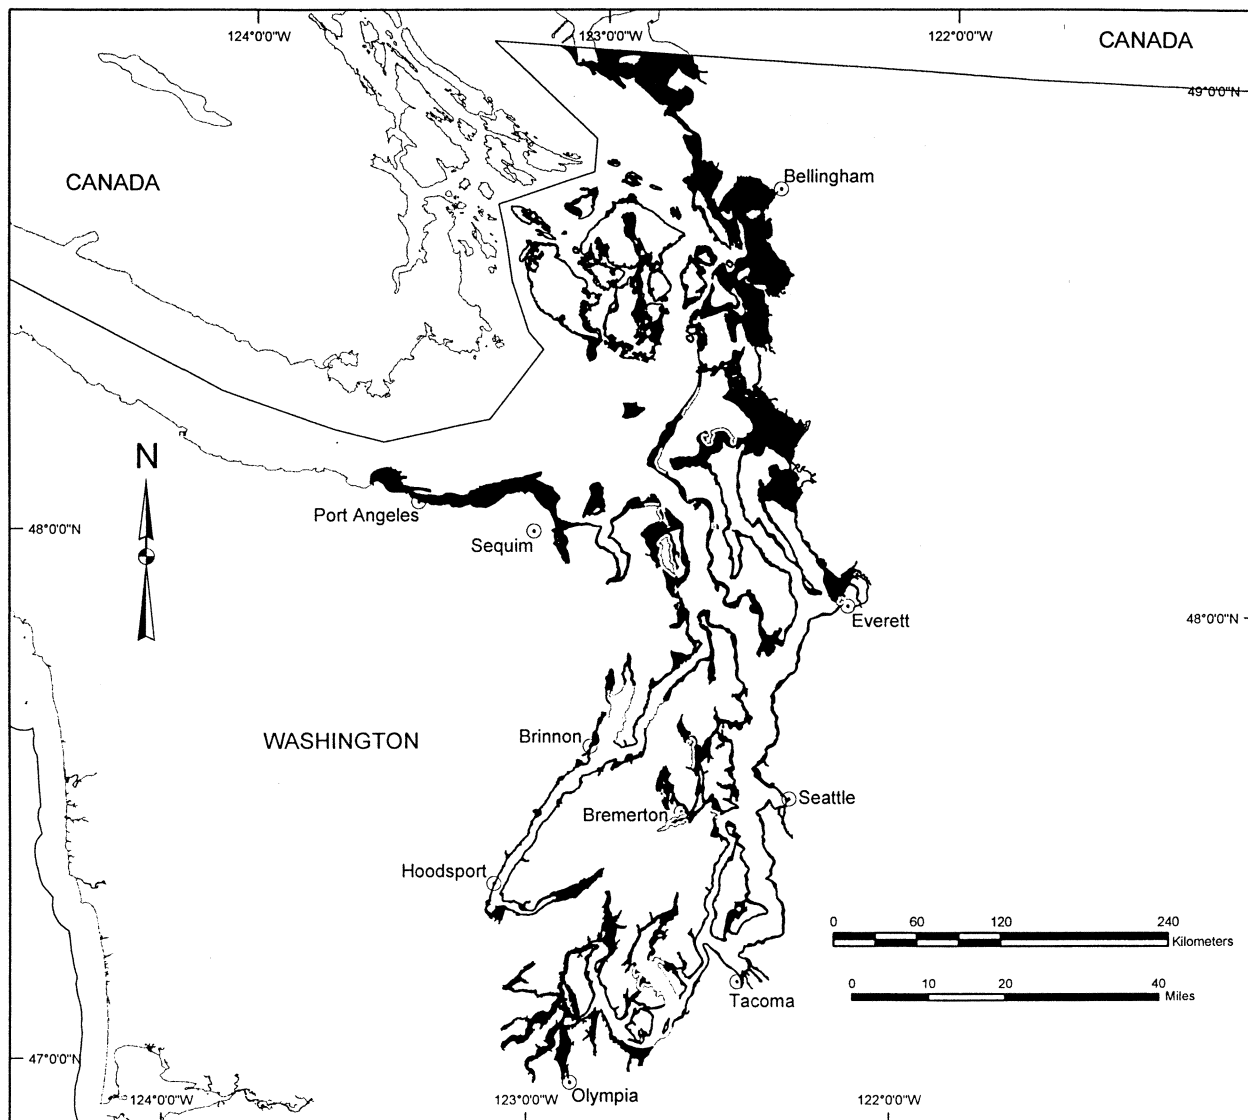 124°0'0"W
123°0'0"W
122°0'0"W
CANADA
49°0'0"N
CANADA
Bellingham
N
Port Angeles
48°0'0"N
Sequim
Everett
48°0'0"N
WASHINGTON
Brinnon
Seattle
Bremerton
Hoodsport
0 60 120 240
Kilometers
0 10 20 40
Miles
Tacoma
47°0'0"N
124°0'0"W
123°0'0"W
122°0'0"W
Olympia